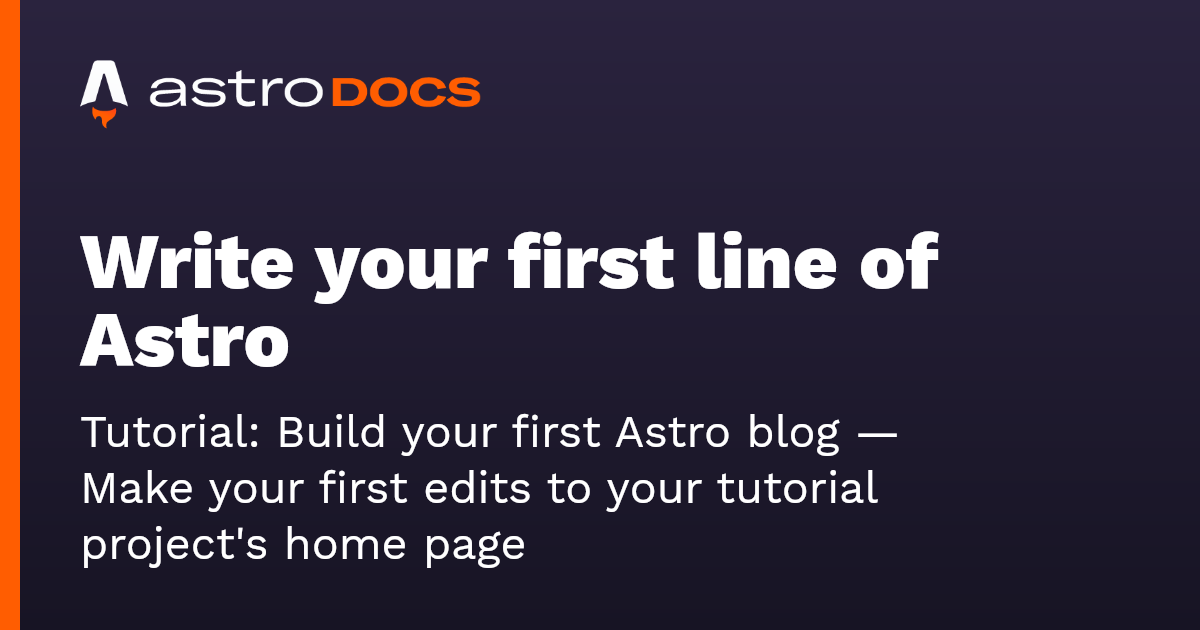 astro DOCS
Write your first line of
Astro
Tutorial: Build your first Astro blog —
Make your first edits to your tutorial
project's home page